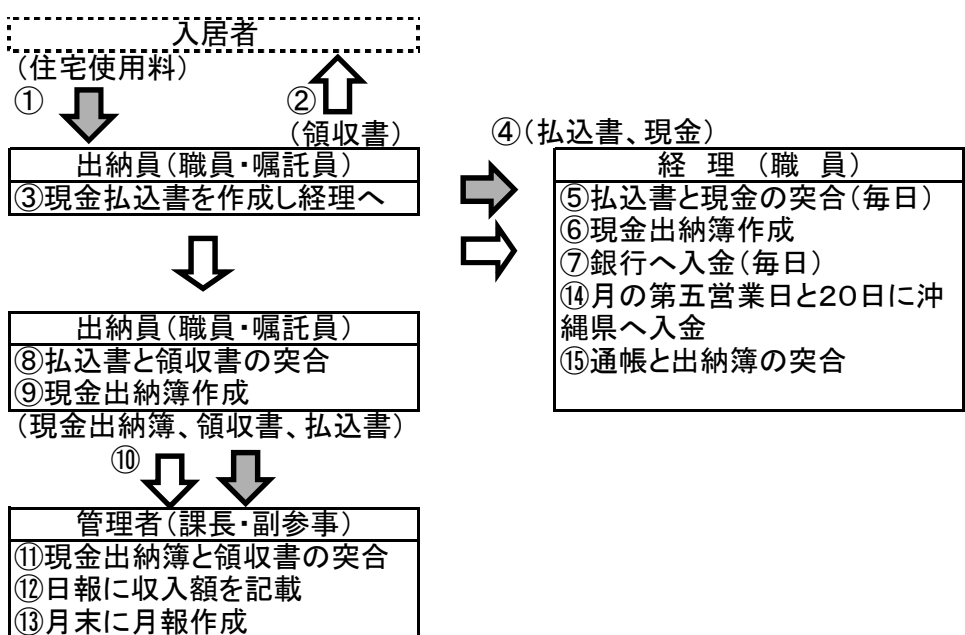 入居者
(住宅使用料)
①
②
(領収書)
出納員(職員・嘱託員)
③現金払込書を作成し経理へ
④(払込書、現金)
経 理 (職 員)
⑤払込書と現金の突合(毎日)
⑥現金出納簿作成
⑦銀行へ入金(毎日)
⑭月の第五営業日と20日に沖
縄県へ入金
⑮通帳と出納簿の突合
出納員(職員・嘱託員)
⑧払込書と領収書の突合
⑨現金出納簿作成
(現金出納簿、領収書、払込書)
⑩
管理者(課長・副参事)
⑪現金出納簿と領収書の突合
⑫日報に収入額を記載
⑬月末に月報作成